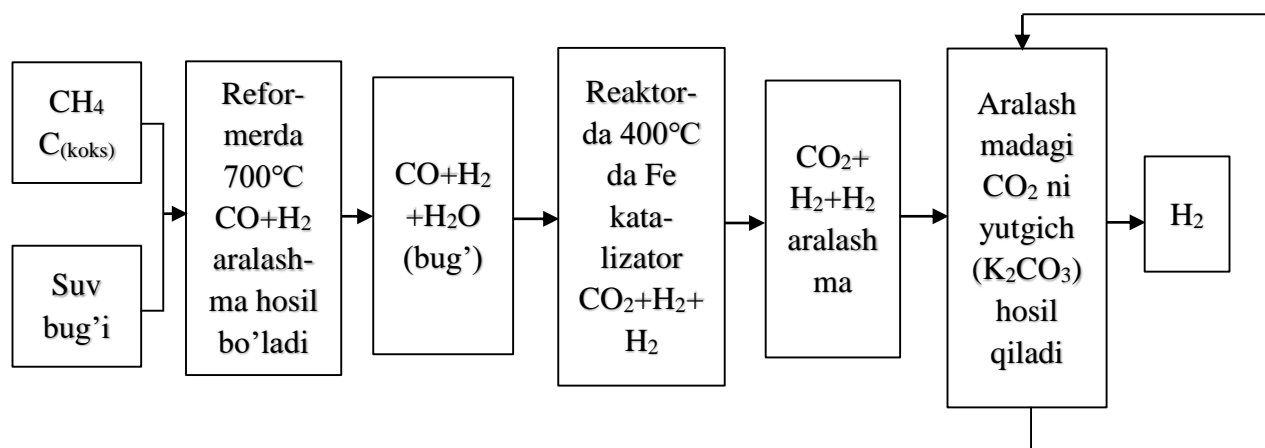 CH₄
C(koks)
Suv
bug’i
Refor-
merda
700℃
CO+H₂
aralash-
ma hosil
bo’ladi
CO+H₂
+H₂O
(bug’)
Reaktor-
da 400℃
da Fe
kata-
lizator
CO₂+H₂+
H₂
CO₂+
H₂+H₂
aralash
ma
Aralash
madagi
CO₂ ni
yutgich
(K₂CO₃)
hosil
qiladi
H₂